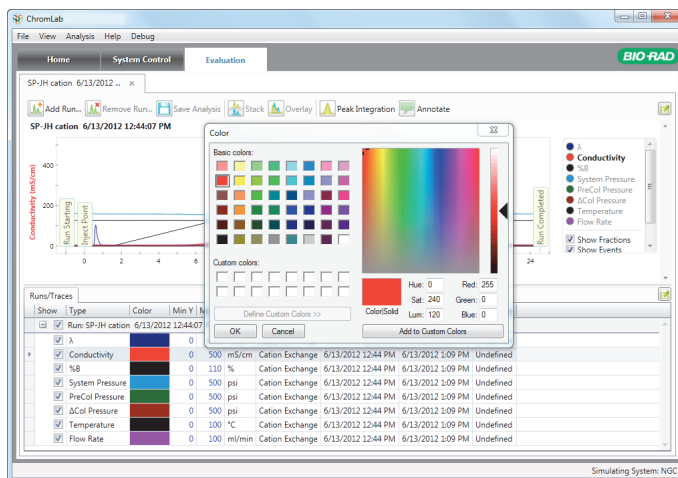 ChromLab
File View Analysis Help Debug
Home System Control Evaluation
BIO-RAD
SP-JH cation 6/13/2012 ... ×
Add Run... Remove Run... Save Analysis Stack Overlay Peak Integration Annotate
SP-JH cation 6/13/2012 12:44:07 PM
Conductivity (mS/cm)
400
200
0
0 2 4 6 24
Run Starting
Inject Point
Run Completed
λ
Conductivity
%B
System Pressure
PreCol Pressure
ΔCol Pressure
Temperature
Flow Rate
Show Fractions
Show Events
Color
Basic colors:
Custom colors:
Define Custom Colors >>
OK Cancel
Color|Solid
Hue: 0 Red: 255
Sat: 240 Green: 0
Lum: 120 Blue: 0
Add to Custom Colors
Runs/Traces
Show Type Color Min Y
Run: SP-JH cation 6/13/2012 12:44:07
λ 0
Conductivity 0 500 mS/cm Cation Exchange 6/13/2012 12:44 PM 6/13/2012 1:09 PM Undefined
%B 0 110 % Cation Exchange 6/13/2012 12:44 PM 6/13/2012 1:09 PM Undefined
System Pressure 0 500 psi Cation Exchange 6/13/2012 12:44 PM 6/13/2012 1:09 PM Undefined
PreCol Pressure 0 500 psi Cation Exchange 6/13/2012 12:44 PM 6/13/2012 1:09 PM Undefined
ΔCol Pressure 0 500 psi Cation Exchange 6/13/2012 12:44 PM 6/13/2012 1:09 PM Undefined
Temperature 0 100 °C Cation Exchange 6/13/2012 12:44 PM 6/13/2012 1:09 PM Undefined
Flow Rate 0 100 ml/min Cation Exchange 6/13/2012 12:44 PM 6/13/2012 1:09 PM Undefined
Simulating System: NGC